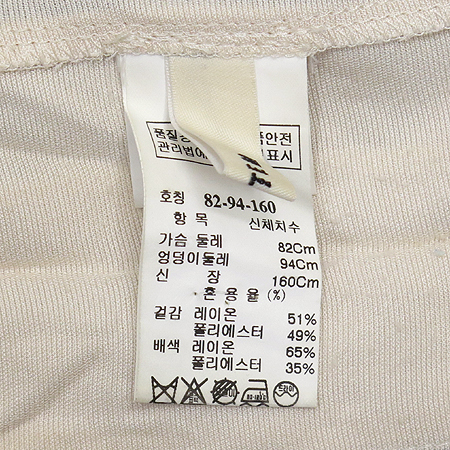 품질
품안전
관리법에
표시
호칭 82-94-160
항 목 신체치수
가슴 둘레 82Cm
엉덩이둘레 94Cm
신 장 160Cm
혼 용 율 (%)
겉감 레이온 51%
폴리에스터 49%
배색 레이온 65%
폴리에스터 35%
드라이